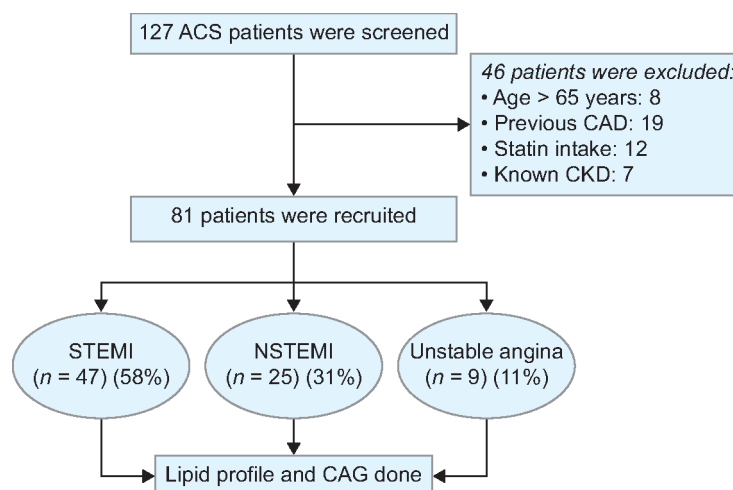 127 ACS patients were screened
46 patients were excluded:
• Age > 65 years: 8
• Previous CAD: 19
• Statin intake: 12
• Known CKD: 7
81 patients were recruited
STEMI
(n = 47) (58%)
NSTEMI
(n = 25) (31%)
Unstable angina
(n = 9) (11%)
Lipid profile and CAG done